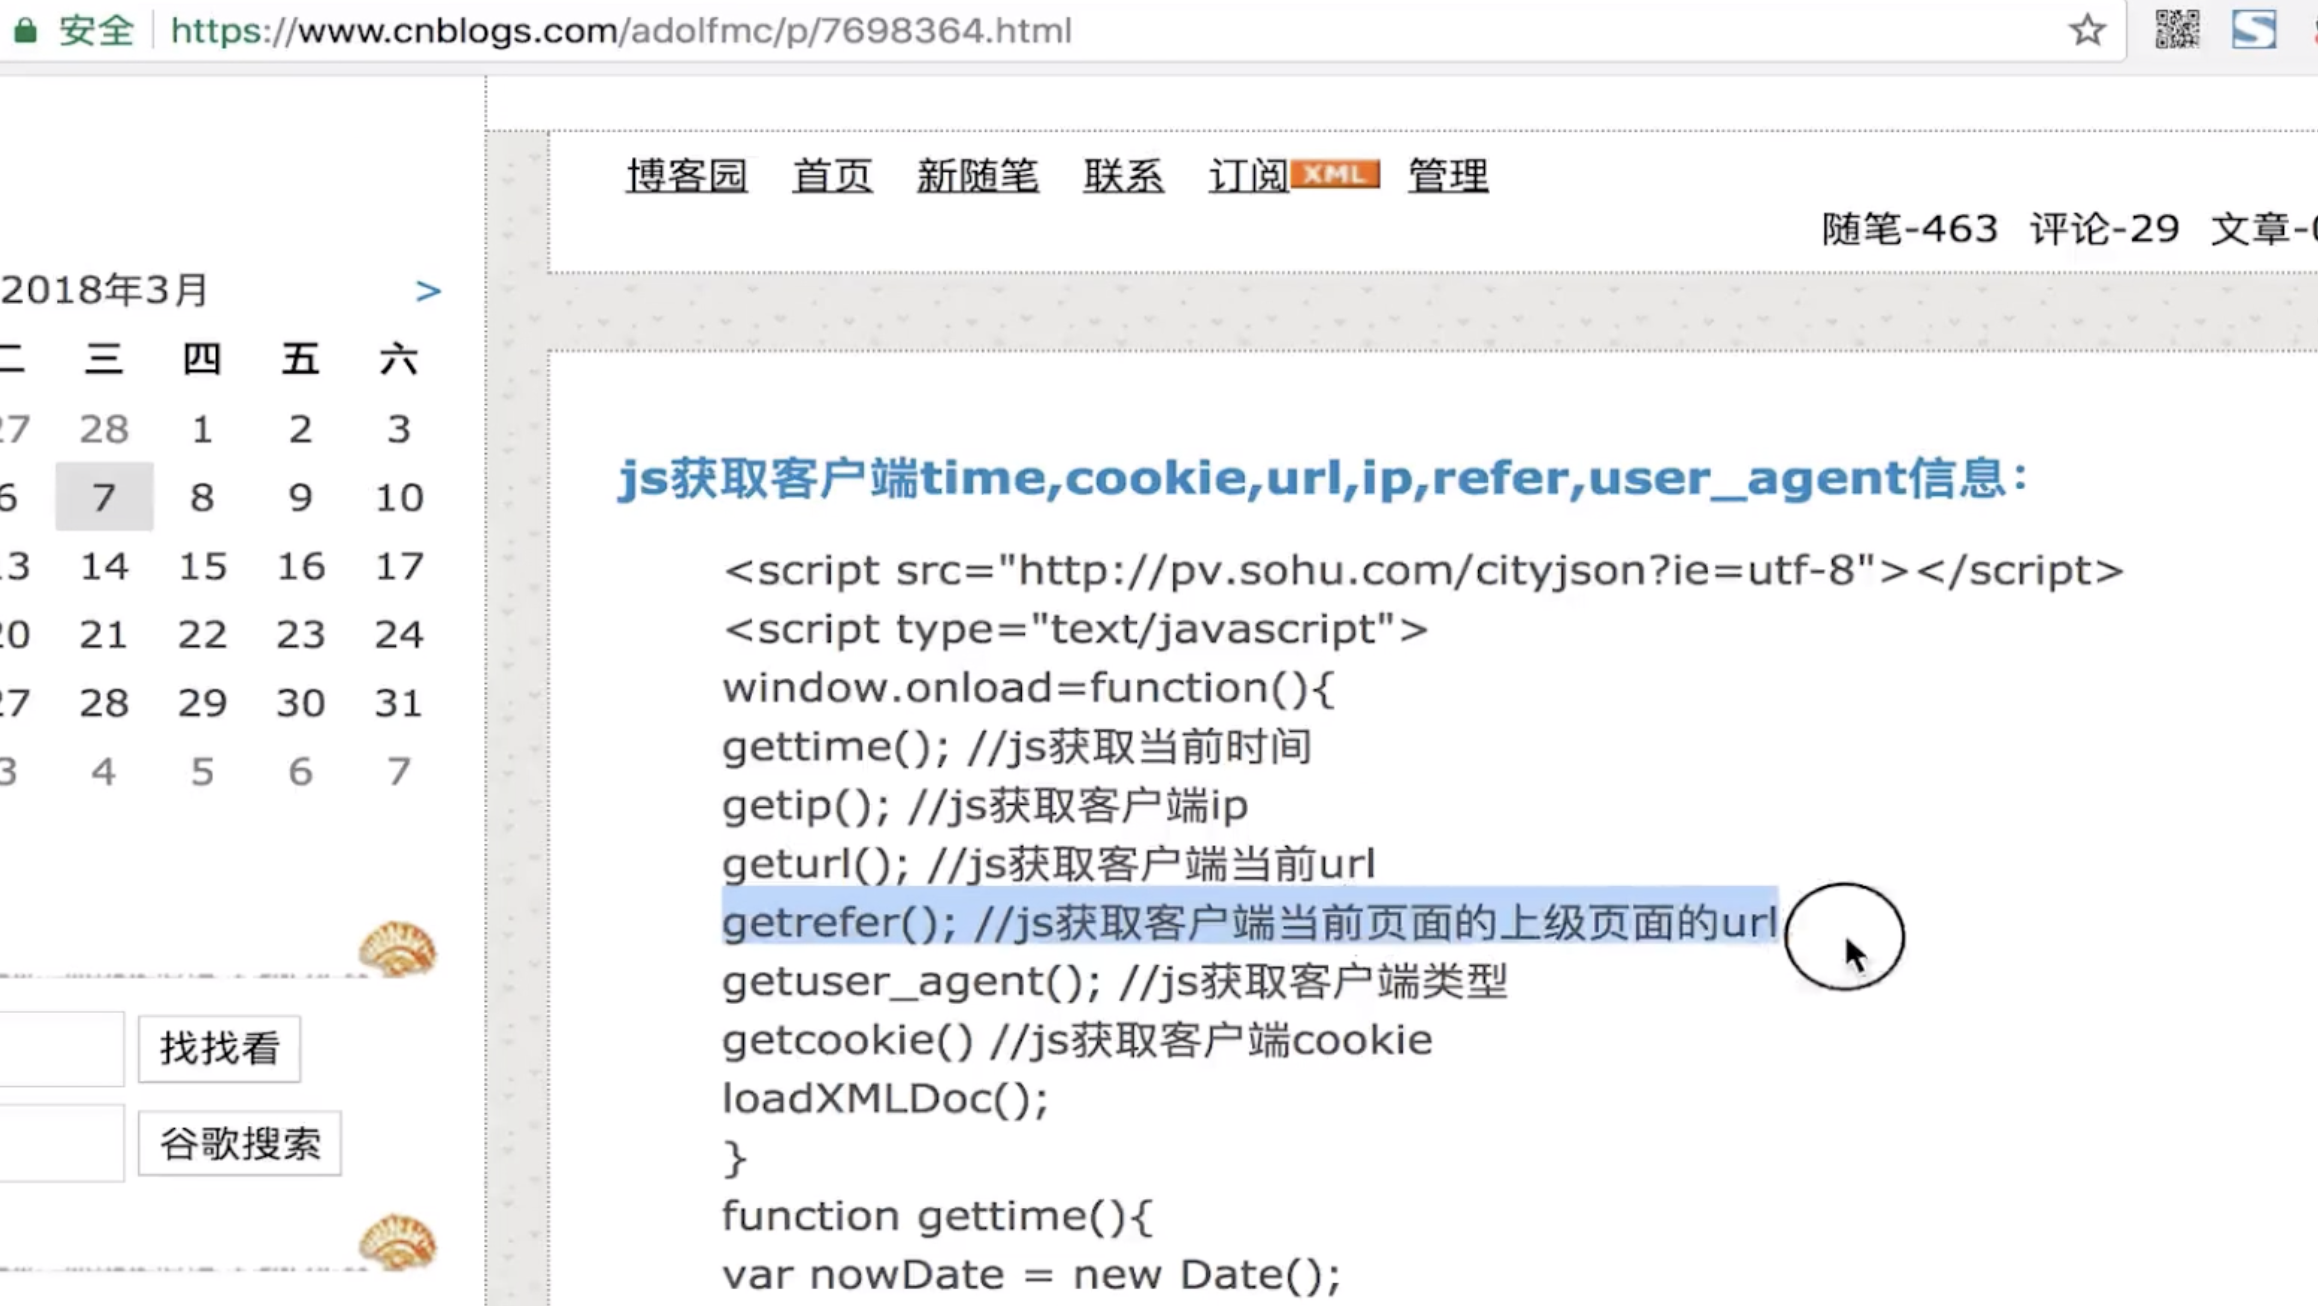 安全 https://www.cnblogs.com/adolfmc/p/7698364.html
博客园 首页 新随笔 联系 订阅 XML 管理
随笔-463 评论-29 文章-
2018年3月 >
三 四 五 六
28 1 2 3
7 8 9 10
14 15 16 17
21 22 23 24
28 29 30 31
4 5 6 7
找找看
谷歌搜索
js获取客户端time,cookie,url,ip,refer,user_agent信息：
<script src="http://pv.sohu.com/cityjson?ie=utf-8"></script>
<script type="text/javascript">
window.onload=function(){
gettime(); //js获取当前时间
getip(); //js获取客户端ip
geturl(); //js获取客户端当前url
getrefer(); //js获取客户端当前页面的上级页面的url
getuser_agent(); //js获取客户端类型
getcookie() //js获取客户端cookie
loadXMLDoc();
}
function gettime(){
var nowDate = new Date();